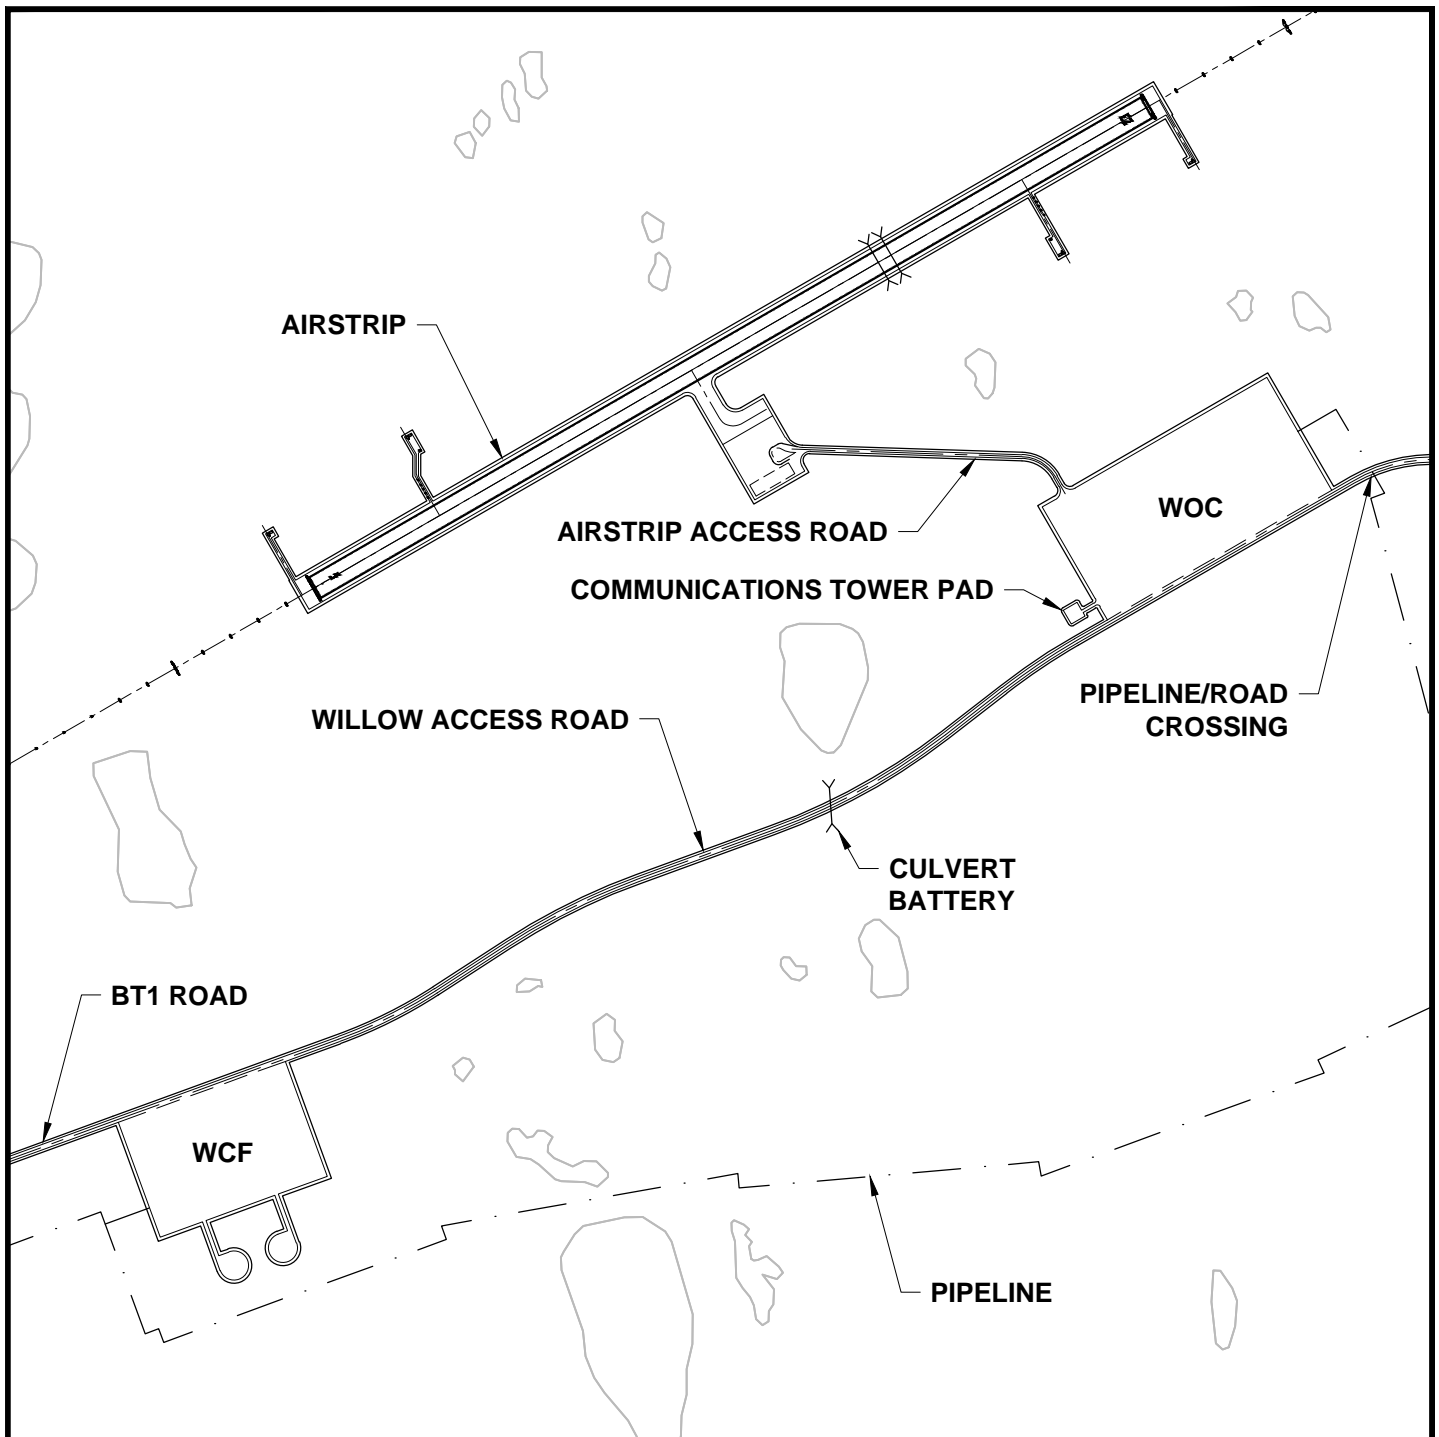 AIRSTRIP
WOC
AIRSTRIP ACCESS ROAD
COMMUNICATIONS TOWER PAD
PIPELINE/ROAD
CROSSING
WILLOW ACCESS ROAD
CULVERT
BATTERY
BT1 ROAD
WCF
PIPELINE